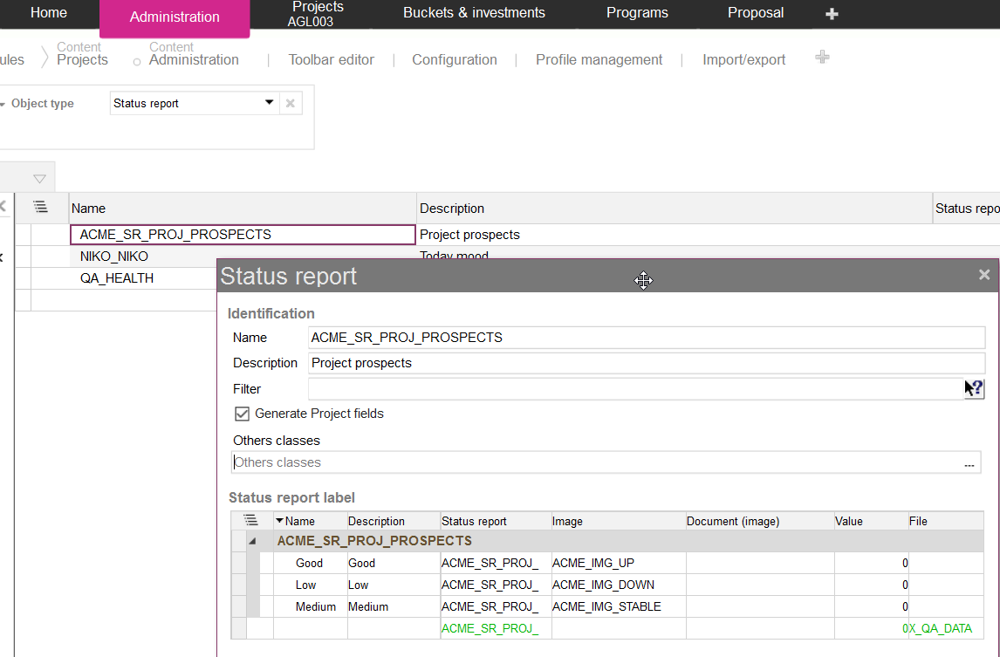 Home Administration Projects Buckets & investments Programs Proposal
AGL003
Content Content
ules Projects Administration | Toolbar editor | Configuration | Profile management | Import/export
Object type Status report
Name Description Status repo
ACME_SR_PROJ_PROSPECTS Project prospects
NIKO_NIKO Today mood
QA_HEALTH
Status report
Identification
Name ACME_SR_PROJ_PROSPECTS
Description Project prospects
Filter
Generate Project fields
Others classes
Others classes ...
Status report label
Name Description Status report Image Document (image) Value File
ACME_SR_PROJ_PROSPECTS
Good Good ACME_SR_PROJ_ ACME_IMG_UP 0
Low Low ACME_SR_PROJ_ ACME_IMG_DOWN 0
Medium Medium ACME_SR_PROJ_ ACME_IMG_STABLE 0
ACME_SR_PROJ_ 0 X_QA_DATA